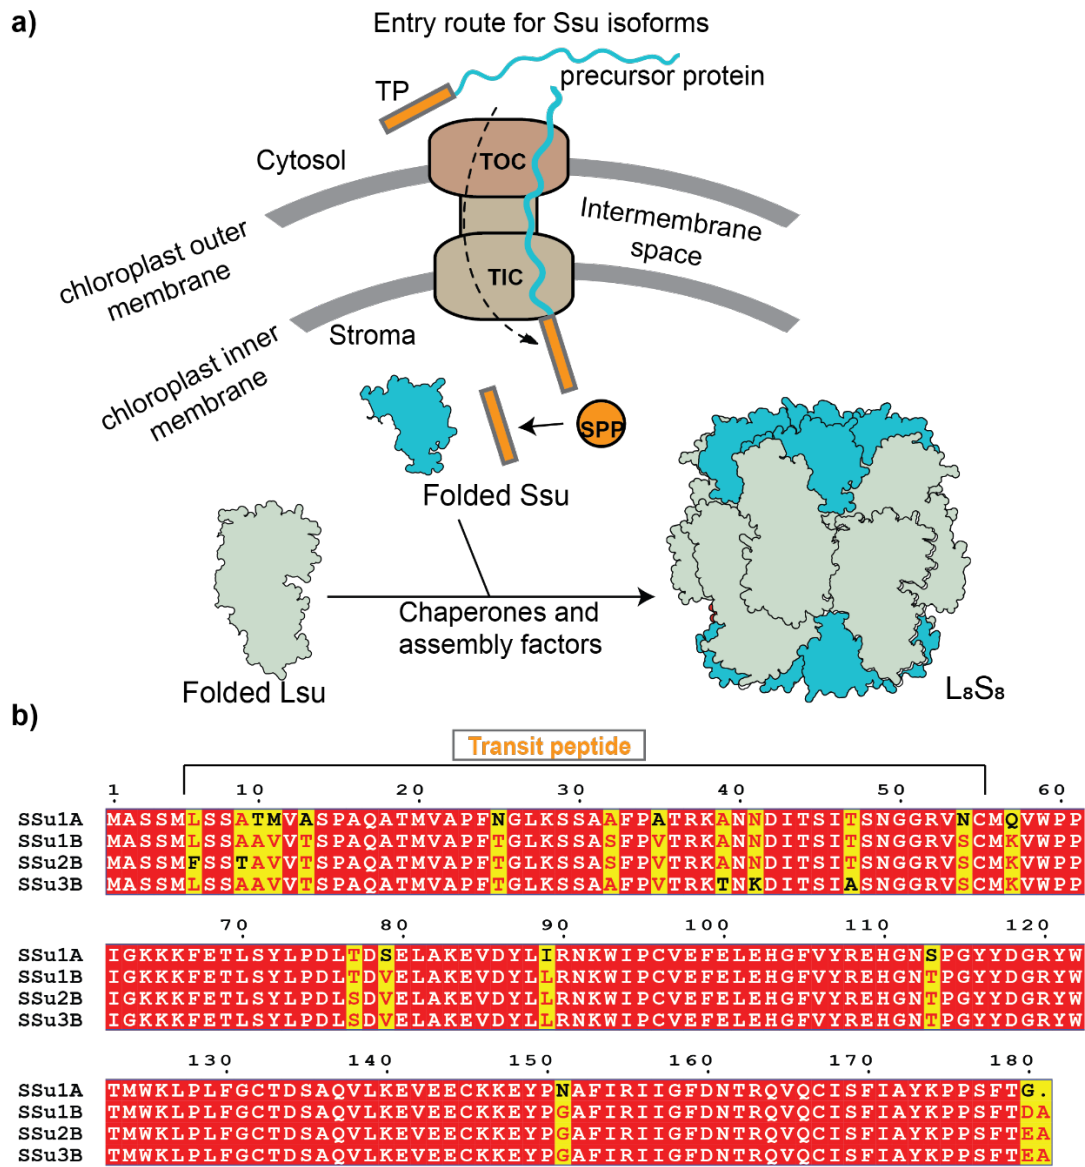 a)
Entry route for Ssu isoforms
TP
precursor protein
Cytosol
TOC
Intermembrane
space
chloroplast outer
membrane
TIC
Stroma
chloroplast inner
membrane
SPP
Folded Ssu
Chaperones and
assembly factors
Folded Lsu
L₈S₈
b)
Transit peptide
1 10 20 30 40 50 60
SSu1A MASSMLSSATMVASPAQATMVAPFNGLKSSAAFPATRKANNDITSITSNGGRVNCMQVWPP
SSu1B MASSMLSSAAVVTSPAQATMVAPFTGLKSSASFPVTRKANNDITSITSNGGRVSCMKVWPP
SSu2B MASSMFSSTAVVTSPAQATMVAPFTGLKSSASFPVTRKANNDITSITSNGGRVSCMKVWPP
SSu3B MASSMLSSAAVVTSPAQATMVAPFTGLKSSAAFPVTRKTNKDITSIASNGGRVSCMKVWPP
70 80 90 100 110 120
SSu1A IGKKKFETLSYLPDLTDSELAKEVDYLIRNKWIPCVEFELEHGFVYREHGNSPGYYDGRYW
SSu1B IGKKKFETLSYLPDLTDVELAKEVDYLLRNKWIPCVEFELEHGFVYREHGNTPGYYDGRYW
SSu2B IGKKKFETLSYLPDLSDVELAKEVDYLLRNKWIPCVEFELEHGFVYREHGNTPGYYDGRYW
SSu3B IGKKKFETLSYLPDLSDVELAKEVDYLLRNKWIPCVEFELEHGFVYREHGNTPGYYDGRYW
130 140 150 160 170 180
SSu1A TMWKLPLFGCTDSAQVLKEVEECKKEYPNAFIRIIGFDNTRQVQCISFIAYKPPSFTG.
SSu1B TMWKLPLFGCTDSAQVLKEVEECKKEYPGAFIRIIGFDNTRQVQCISFIAYKPPSFTDA
SSu2B TMWKLPLFGCTDSAQVLKEVEECKKEYPGAFIRIIGFDNTRQVQCISFIAYKPPSFTEA
SSu3B TMWKLPLFGCTDSAQVLKEVEECKKEYPGAFIRIIGFDNTRQVQCISFIAYKPPSFTEA